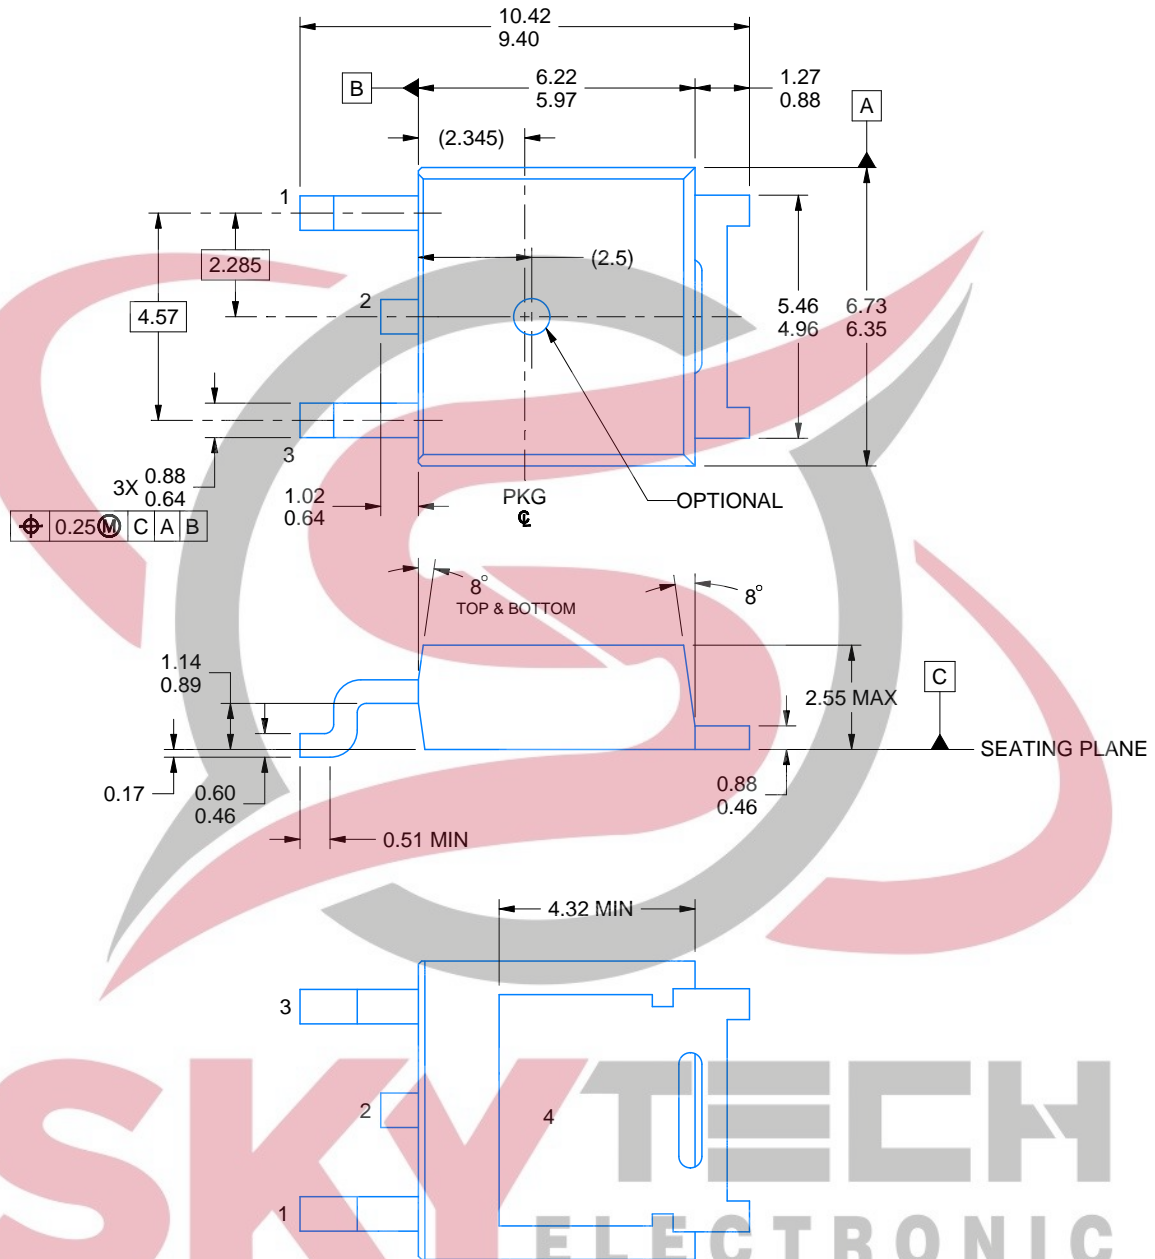 10.42
9.40
B
6.22
5.97
1.27
0.88
A
(2.345)
1
2.285
(2.5)
2
4.57
5.46
4.96
6.73
6.35
3
3X 0.88
0.64
⌖ 0.25 Ⓜ C A B
1.02
0.64
PKG
℄
OPTIONAL
8°
TOP & BOTTOM
8°
1.14
0.89
2.55 MAX
C
SEATING PLANE
0.17
0.60
0.46
0.88
0.46
0.51 MIN
4.32 MIN
3
2
4
1
SKYTECH
ELECTRONIC